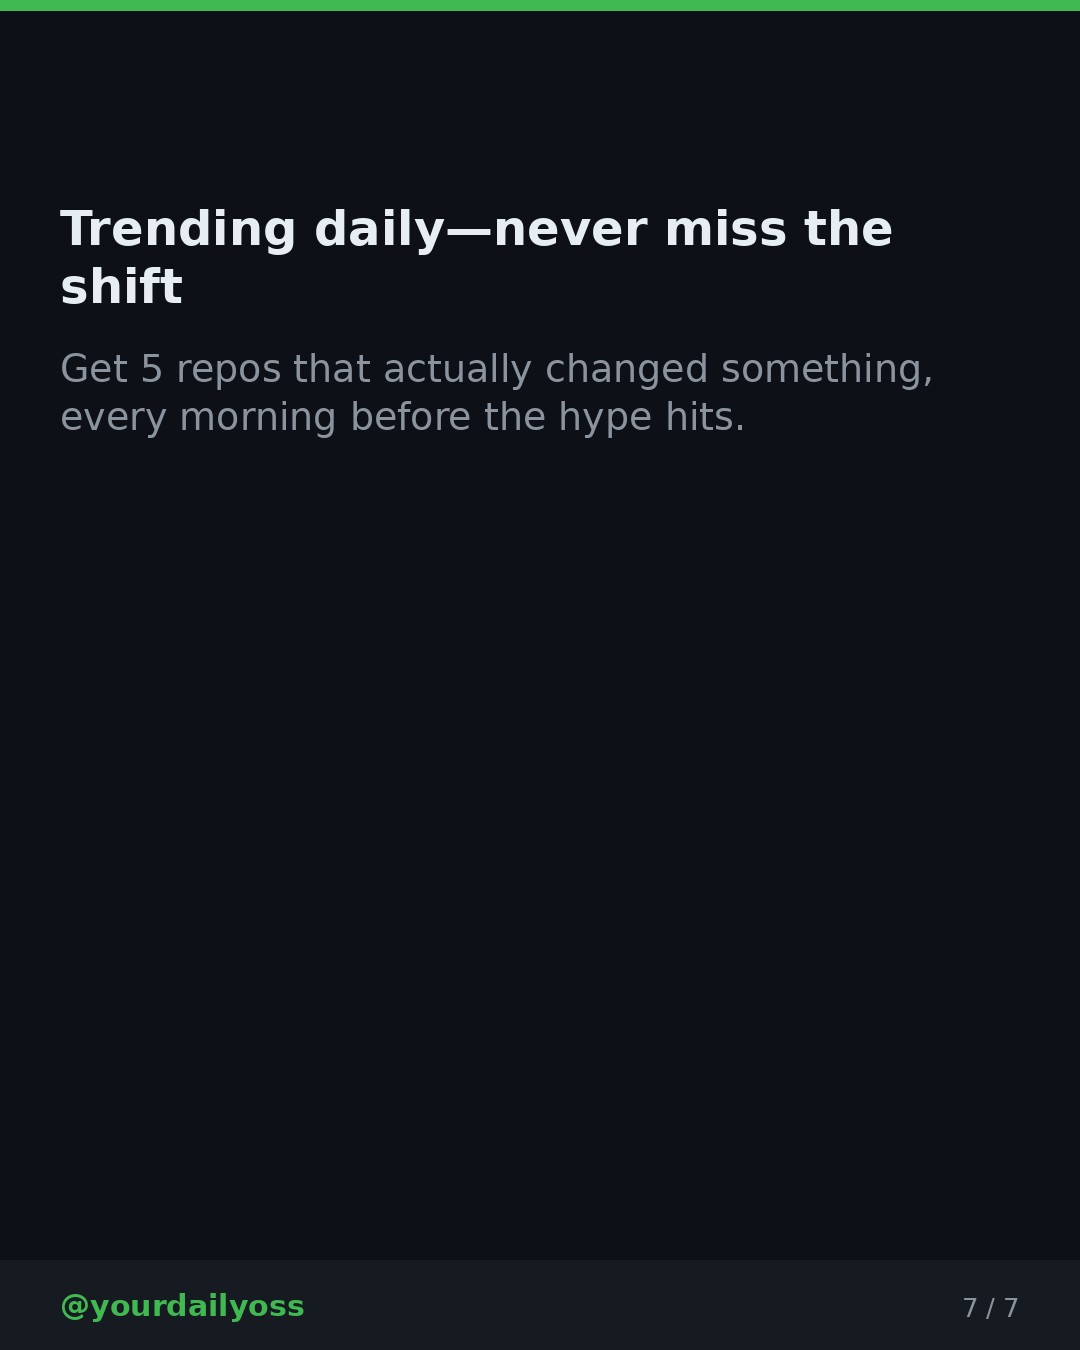 Trending daily—never miss the
shift
Get 5 repos that actually changed something,
every morning before the hype hits.
@yourdailyoss
7 / 7